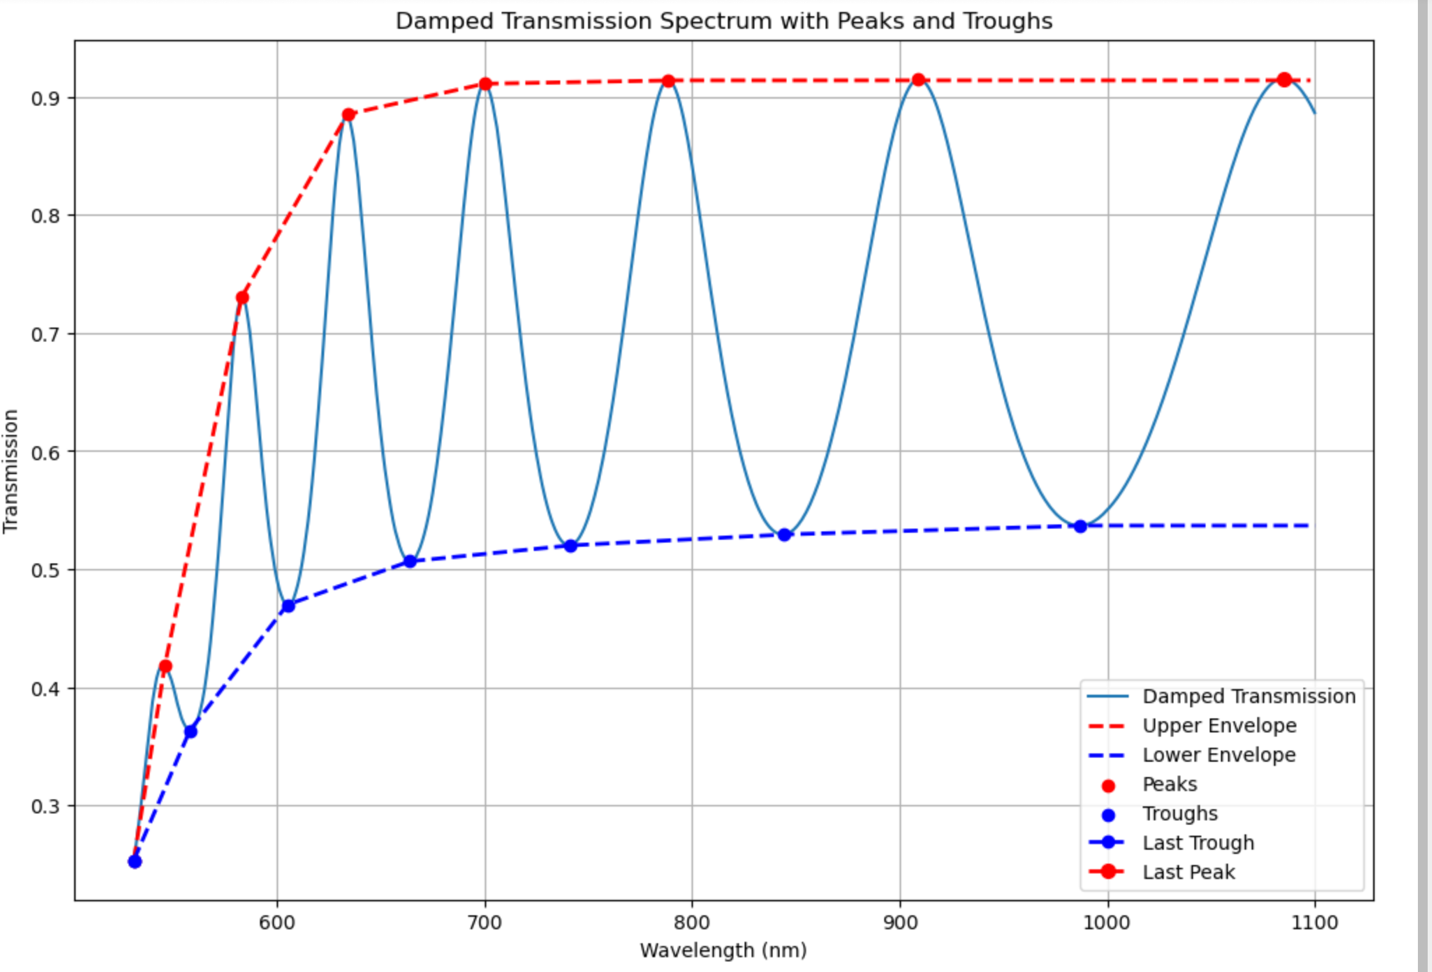 Damped Transmission Spectrum with Peaks and Troughs
Transmission
0.9
0.8
0.7
0.6
0.5
0.4
0.3
600
700
800
900
1000
1100
Wavelength (nm)
Damped Transmission
Upper Envelope
Lower Envelope
Peaks
Troughs
Last Trough
Last Peak